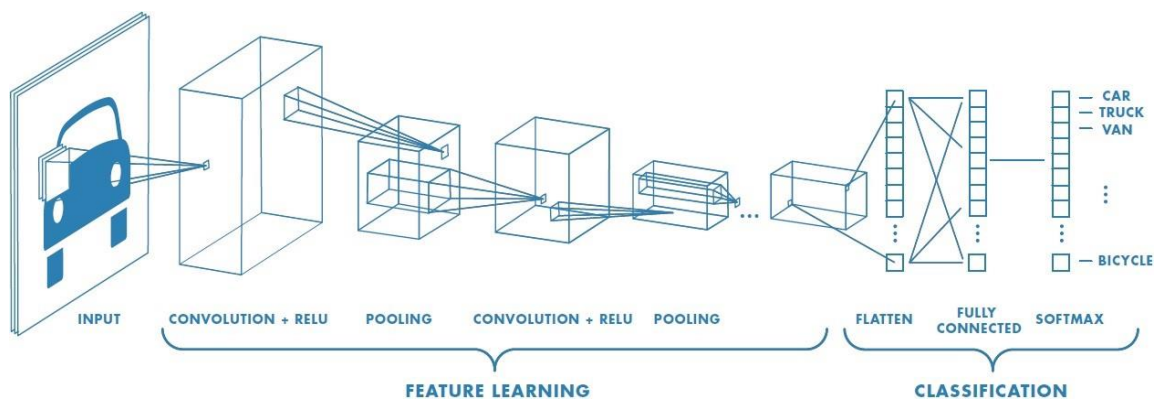 CAR
TRUCK
VAN
BICYCLE
INPUT
CONVOLUTION + RELU
POOLING
CONVOLUTION + RELU
POOLING
FLATTEN
FULLY
CONNECTED
SOFTMAX
FEATURE LEARNING
CLASSIFICATION